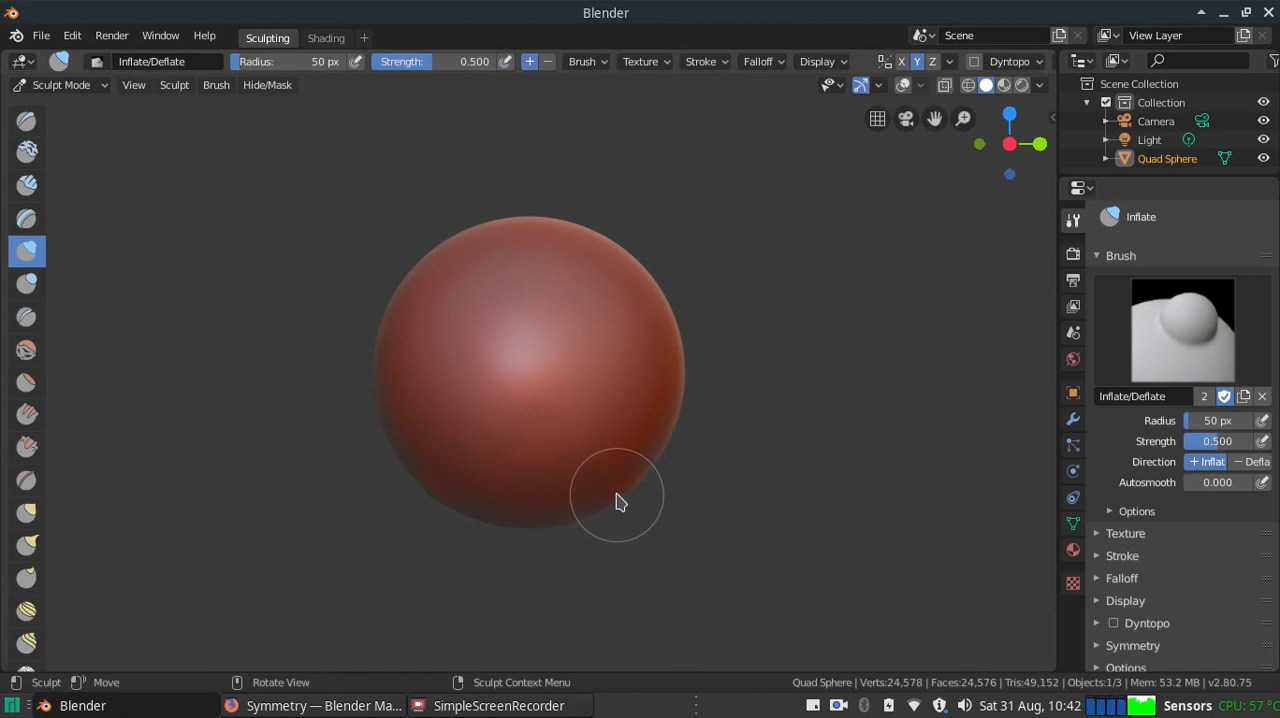 Blender
File Edit Render Window Help Sculpting Shading + Scene View Layer
Inflate/Deflate Radius: 50 px Strength: 0.500 + − Brush Texture Stroke Falloff Display X Y Z Dyntopo
Sculpt Mode View Sculpt Brush Hide/Mask
Scene Collection
Collection
Camera
Light
Quad Sphere
Inflate
Brush
Inflate/Deflate 2
Radius 50 px
Strength 0.500
Direction + Inflat − Defla
Autosmooth 0.000
Options
Texture
Stroke
Falloff
Display
Dyntopo
Symmetry
Options
Sculpt Move Rotate View Sculpt Context Menu Quad Sphere | Verts:24,578 | Faces:24,576 | Tris:49,152 | Objects:1/3 | Mem: 53.2 MB | v2.80.75
Blender Symmetry — Blender Ma... SimpleScreenRecorder Sat 31 Aug, 10:42 Sensors CPU: 57 °